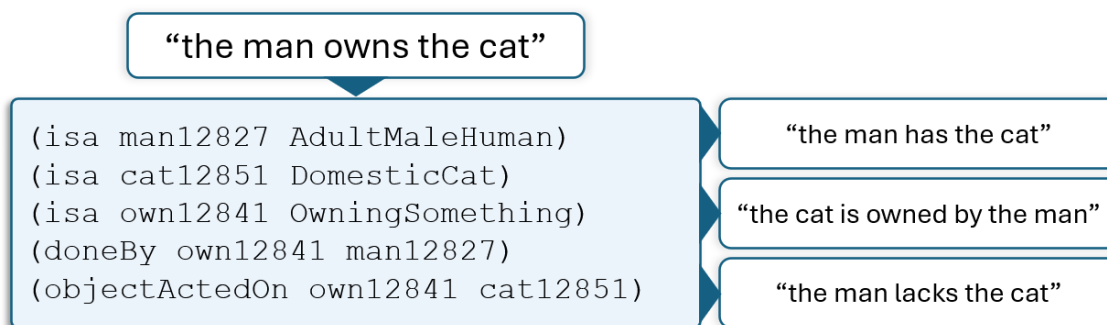 “the man owns the cat”
(isa man12827 AdultMaleHuman)
(isa cat12851 DomesticCat)
(isa own12841 OwningSomething)
(doneBy own12841 man12827)
(objectActedOn own12841 cat12851)
“the man has the cat”
“the cat is owned by the man”
“the man lacks the cat”